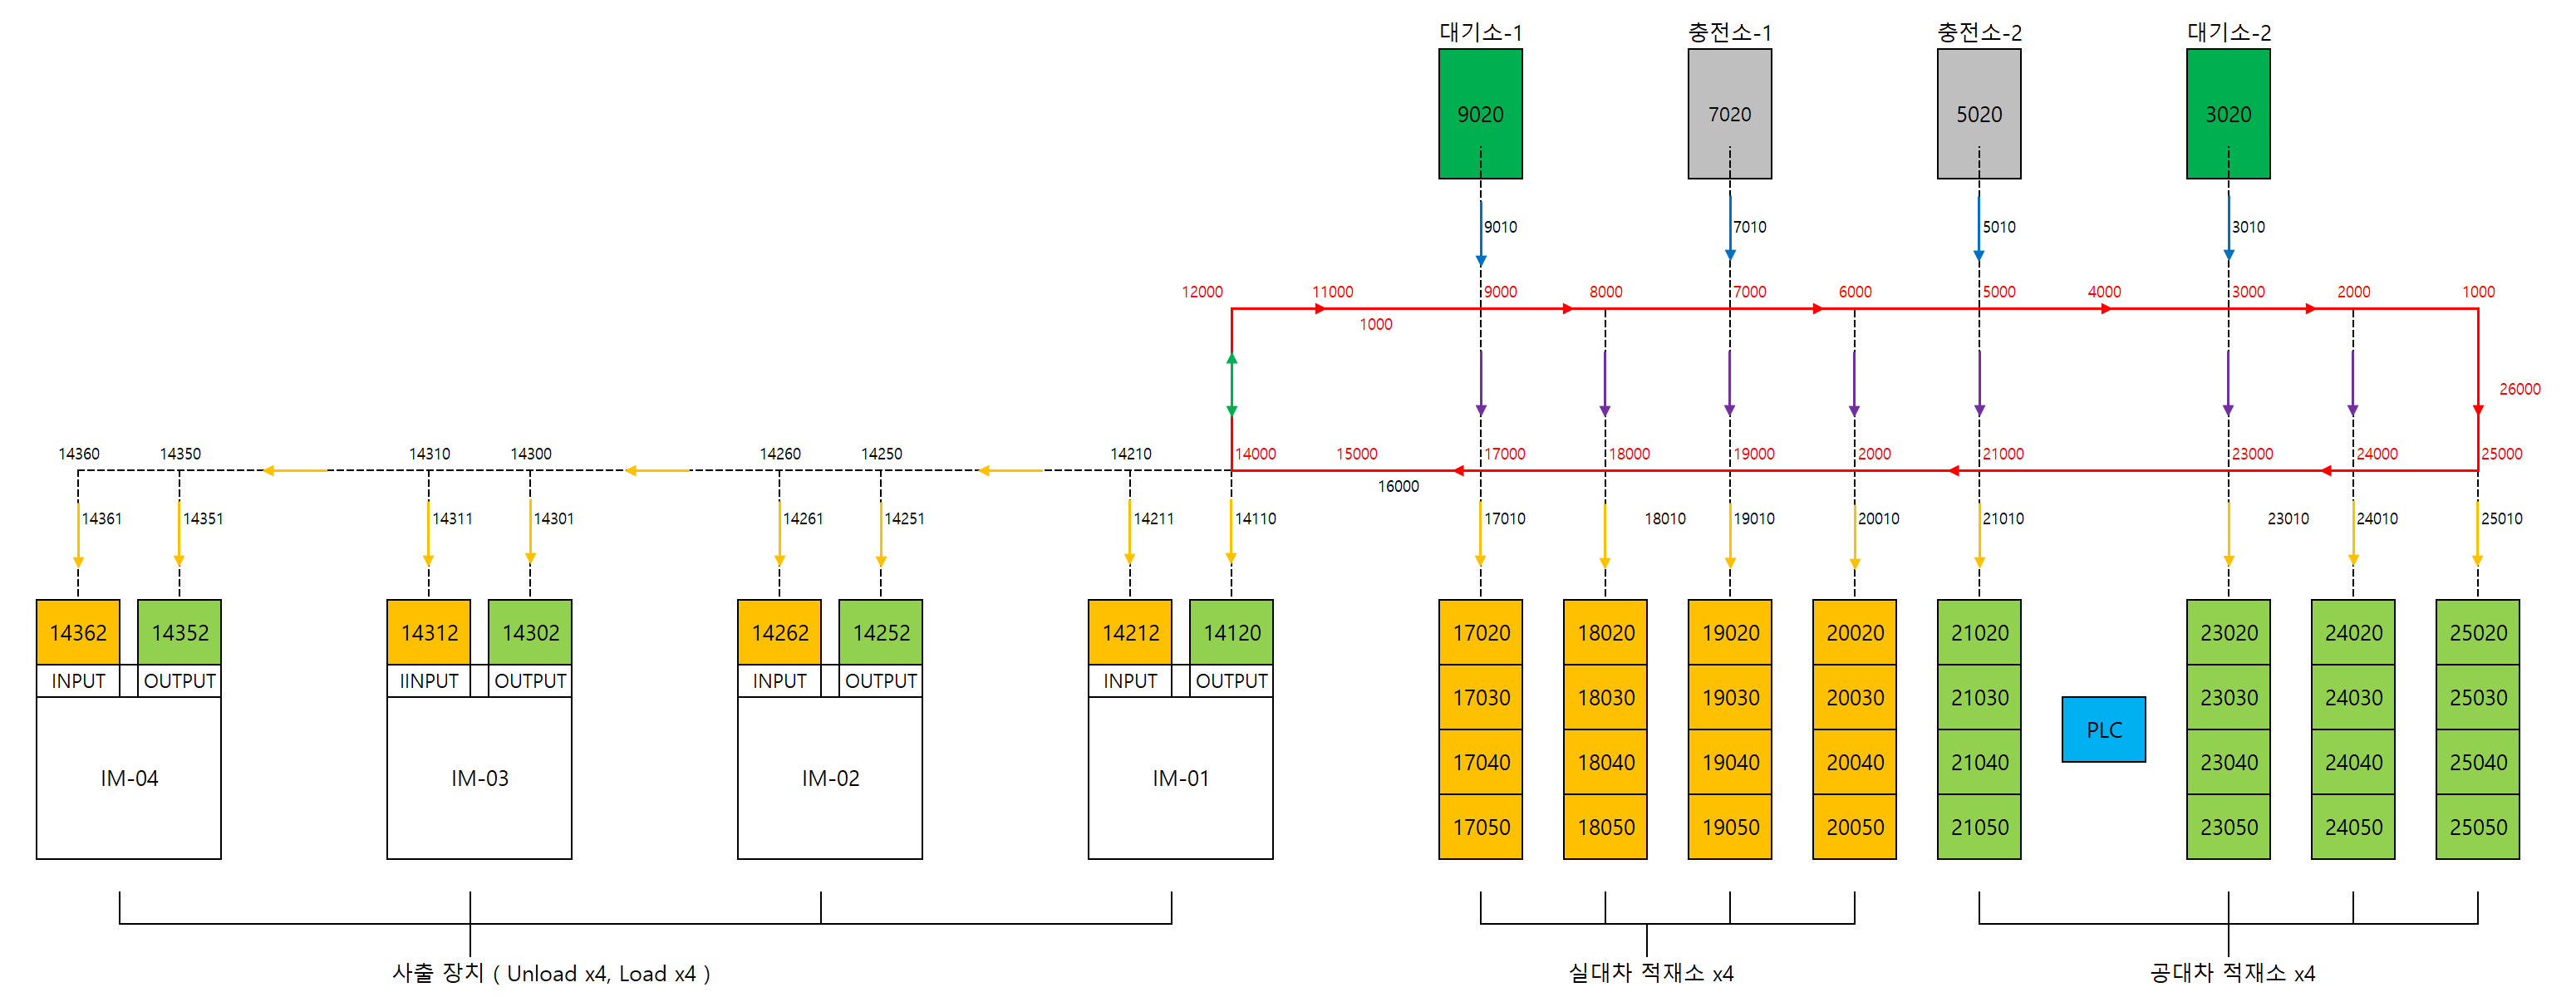 대기소-1 충전소-1 충전소-2 대기소-2
9020 7020 5020 3020
9010 7010 5010 3010
12000 11000 9000 8000 7000 6000 5000 4000 3000 2000 1000
1000
26000
14360 14350 14310 14300 14260 14250 14210 14000 15000 17000 18000 19000 2000 21000 23000 24000 25000
16000
14361 14351 14311 14301 14261 14251 14211 14110 17010 18010 19010 20010 21010 23010 24010 25010
14362 14352 14312 14302 14262 14252 14212 14120 17020 18020 19020 20020 21020 23020 24020 25020
INPUT OUTPUT IINPUT OUTPUT INPUT OUTPUT INPUT OUTPUT
17030 18030 19030 20030 21030 23030 24030 25030
PLC
17040 18040 19040 20040 21040 23040 24040 25040
IM-04 IM-03 IM-02 IM-01
17050 18050 19050 20050 21050 23050 24050 25050
사출 장치 ( Unload x4, Load x4 ) 실대차 적재소 x4 공대차 적재소 x4